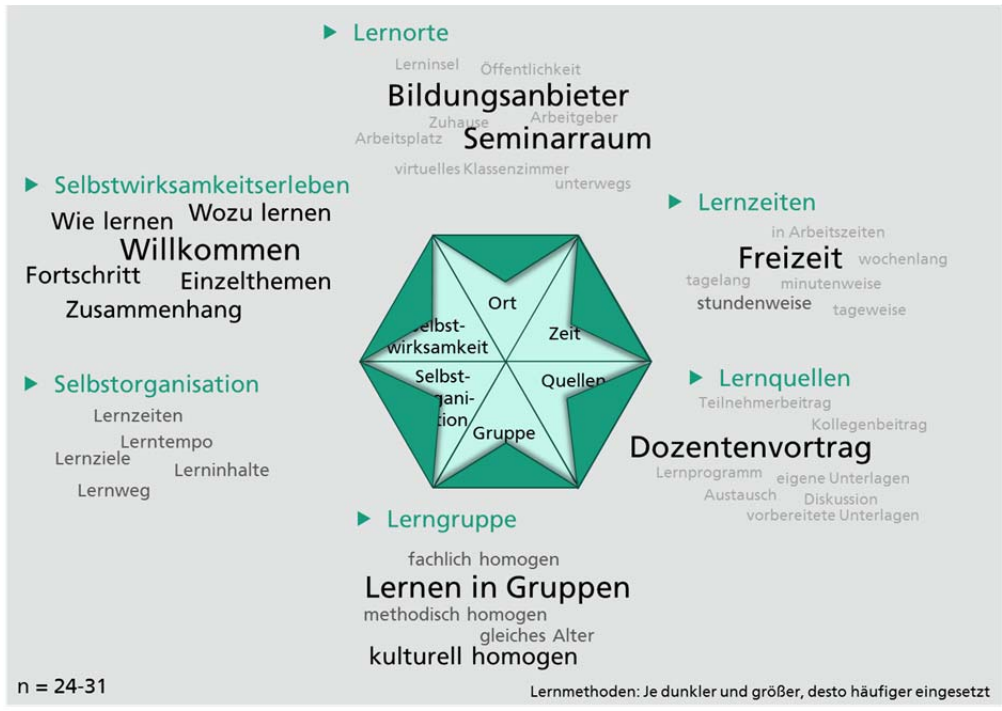 ► Lernorte
Lerninsel
Öffentlichkeit
Bildungsanbieter
Zuhause
Arbeitgeber
Arbeitsplatz
Seminarraum
virtuelles Klassenzimmer
unterwegs
► Selbstwirksamkeitserleben
Wie lernen
Wozu lernen
Willkommen
Fortschritt
Einzelthemen
Zusammenhang
► Lernzeiten
in Arbeitszeiten
Freizeit
wochenlang
tagelang
minutenweise
stundenweise
tageweise
Ort
elbst-
wirksamkeit
Zeit
Selbst-
gani-
tion
Quellen
Gruppe
► Selbstorganisation
Lernzeiten
Lerntempo
Lernziele
Lerninhalte
Lernweg
► Lernquellen
Teilnehmerbeitrag
Kollegenbeitrag
Dozentenvortrag
Lernprogramm
eigene Unterlagen
Austausch
Diskussion
vorbereitete Unterlagen
► Lerngruppe
fachlich homogen
Lernen in Gruppen
methodisch homogen
gleiches Alter
kulturell homogen
n = 24-31
Lernmethoden: Je dunkler und größer, desto häufiger eingesetzt